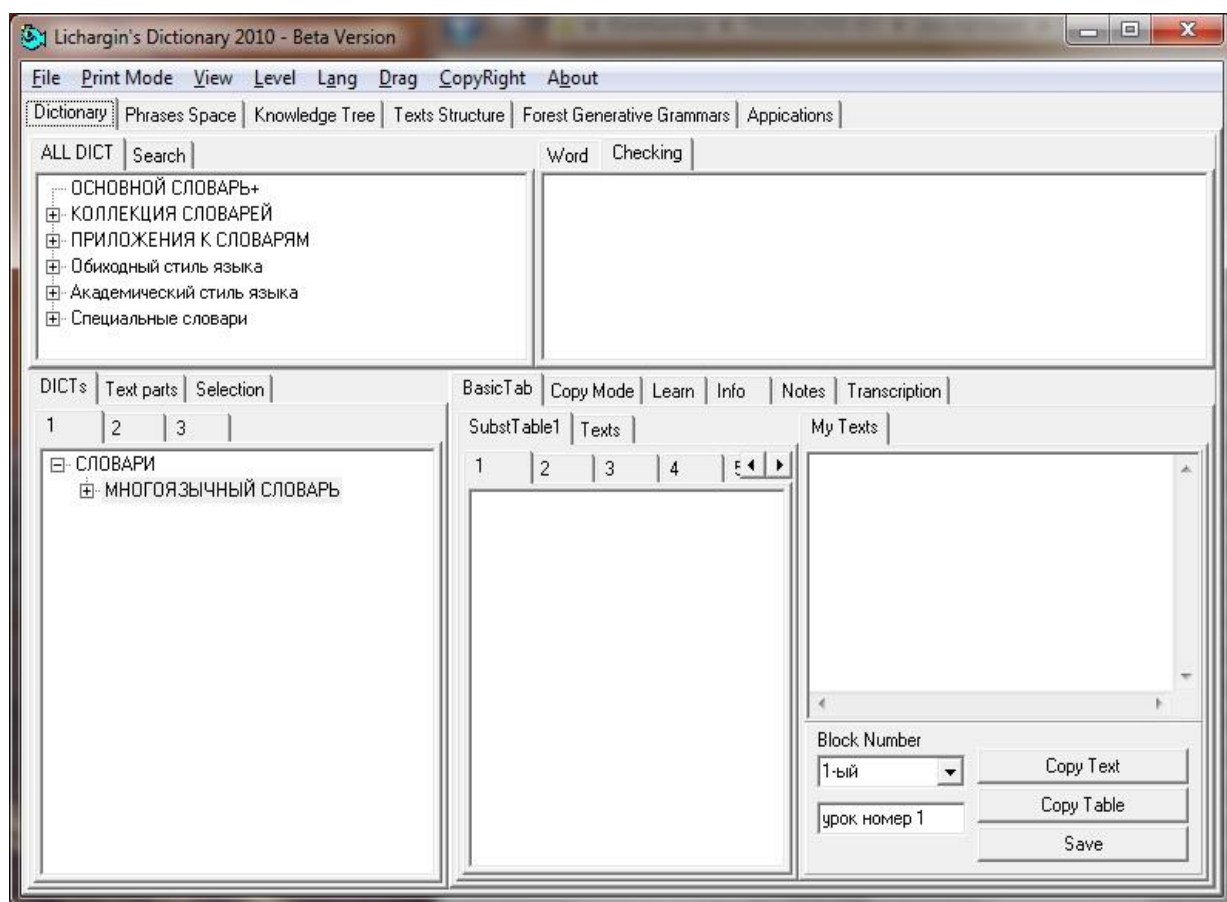 Lichargin's Dictionary 2010 - Beta Version
File Print Mode View Level Lang Drag CopyRight About
Dictionary Phrases Space Knowledge Tree Texts Structure Forest Generative Grammars Appications
ALL DICT Search
ОСНОВНОЙ СЛОВАРЬ+
КОЛЛЕКЦИЯ СЛОВАРЕЙ
ПРИЛОЖЕНИЯ К СЛОВАРЯМ
Обиходный стиль языка
Академический стиль языка
Специальные словари
Word Checking
DICTs Text parts Selection
1 2 3
СЛОВАРИ
МНОГОЯЗЫЧНЫЙ СЛОВАРЬ
BasicTab Copy Mode Learn Info Notes Transcription
SubstTable1 Texts
1 2 3 4
My Texts
Block Number
1-ый
урок номер 1
Copy Text
Copy Table
Save